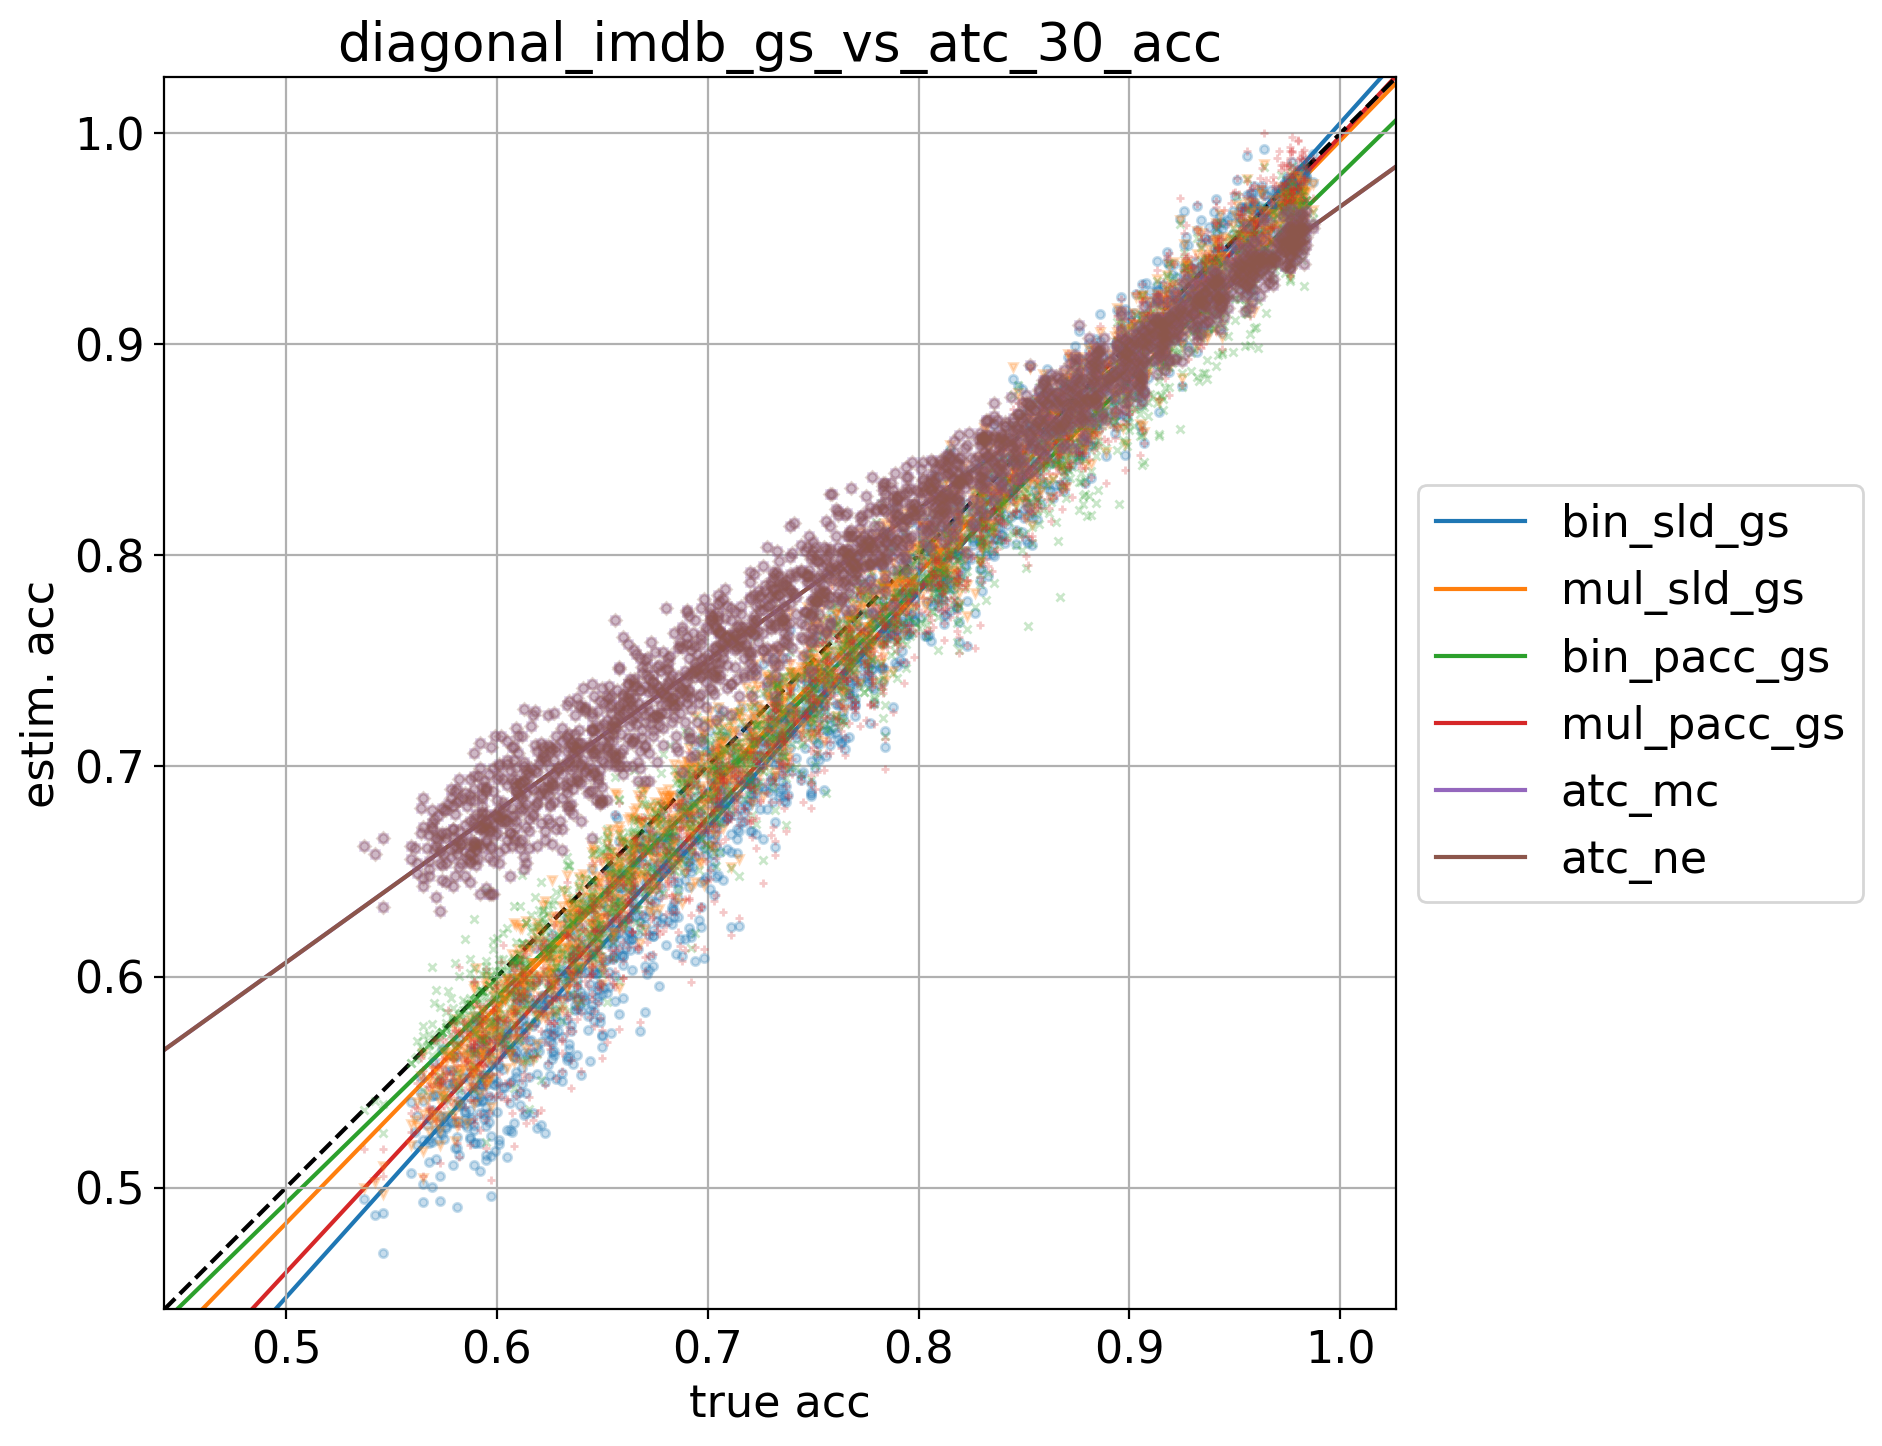 diagonal_imdb_gs_vs_atc_30_acc
1.0
0.9
0.8
0.7
0.6
0.5
estim. acc
0.5 0.6 0.7 0.8 0.9 1.0
true acc
bin_sld_gs
mul_sld_gs
bin_pacc_gs
mul_pacc_gs
atc_mc
atc_ne